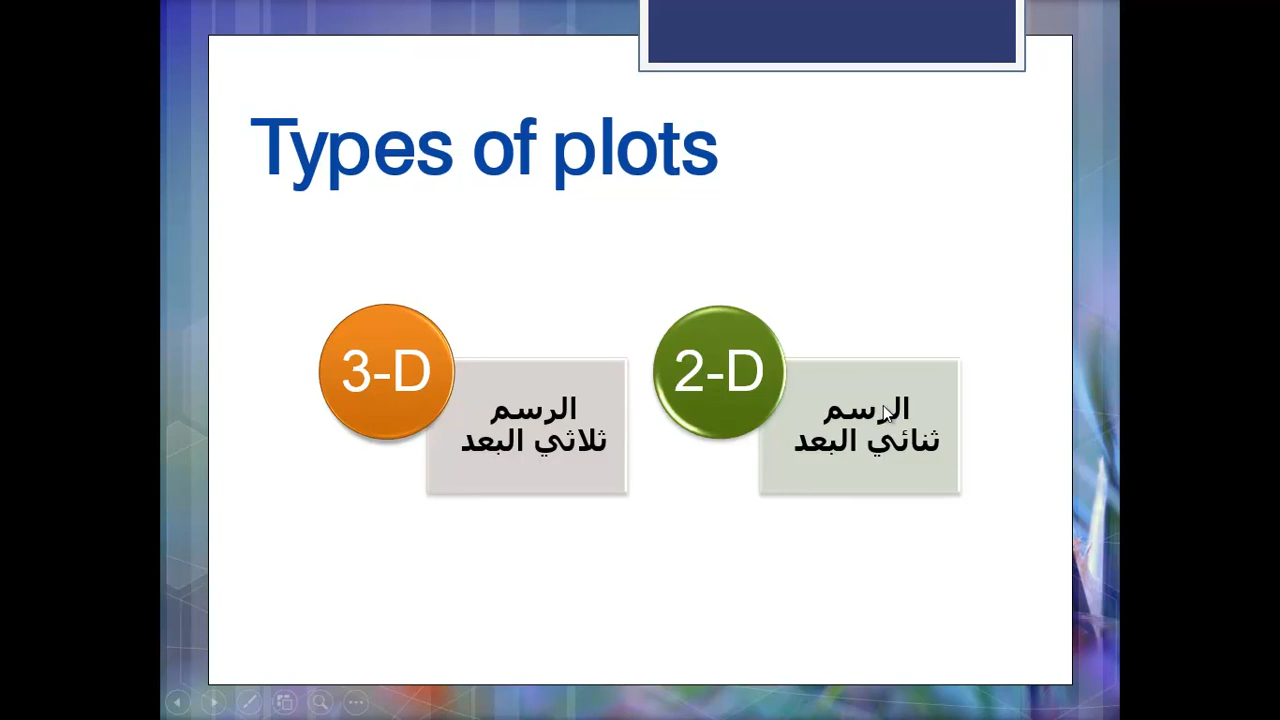 Types of plots
2-D
الرسم
ثنائي البعد
3-D
الرسم
ثلاثي البعد